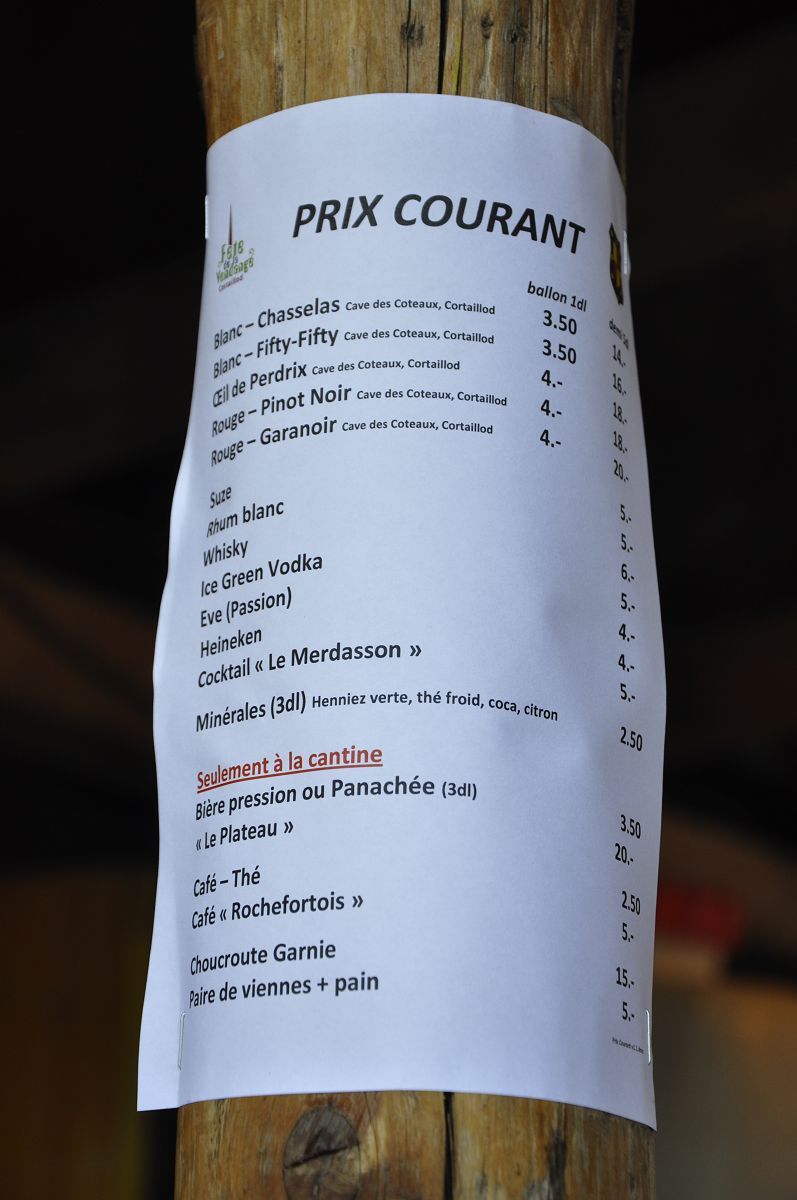 PRIX COURANT
Fête
de la
Vendange
Cortaillod
ballon 1dl
Blanc – Chasselas Cave des Coteaux, Cortaillod 3.50 14.-
Blanc – Fifty-Fifty Cave des Coteaux, Cortaillod 3.50 16.-
Œil de Perdrix Cave des Coteaux, Cortaillod 4.- 18.-
Rouge – Pinot Noir Cave des Coteaux, Cortaillod 4.- 18.-
Rouge – Garanoir Cave des Coteaux, Cortaillod 4.- 20.-
Suze 5.-
Rhum blanc 5.-
Whisky 6.-
Ice Green Vodka 5.-
Eve (Passion) 4.-
Heineken 4.-
Cocktail « Le Merdasson » 5.-
Minérales (3dl) Henniez verte, thé froid, coca, citron 2.50
Seulement à la cantine
Bière pression ou Panachée (3dl) 3.50
« Le Plateau » 20.-
Café – Thé 2.50
Café « Rochefortois » 5.-
Choucroute Garnie 15.-
Paire de viennes + pain 5.-